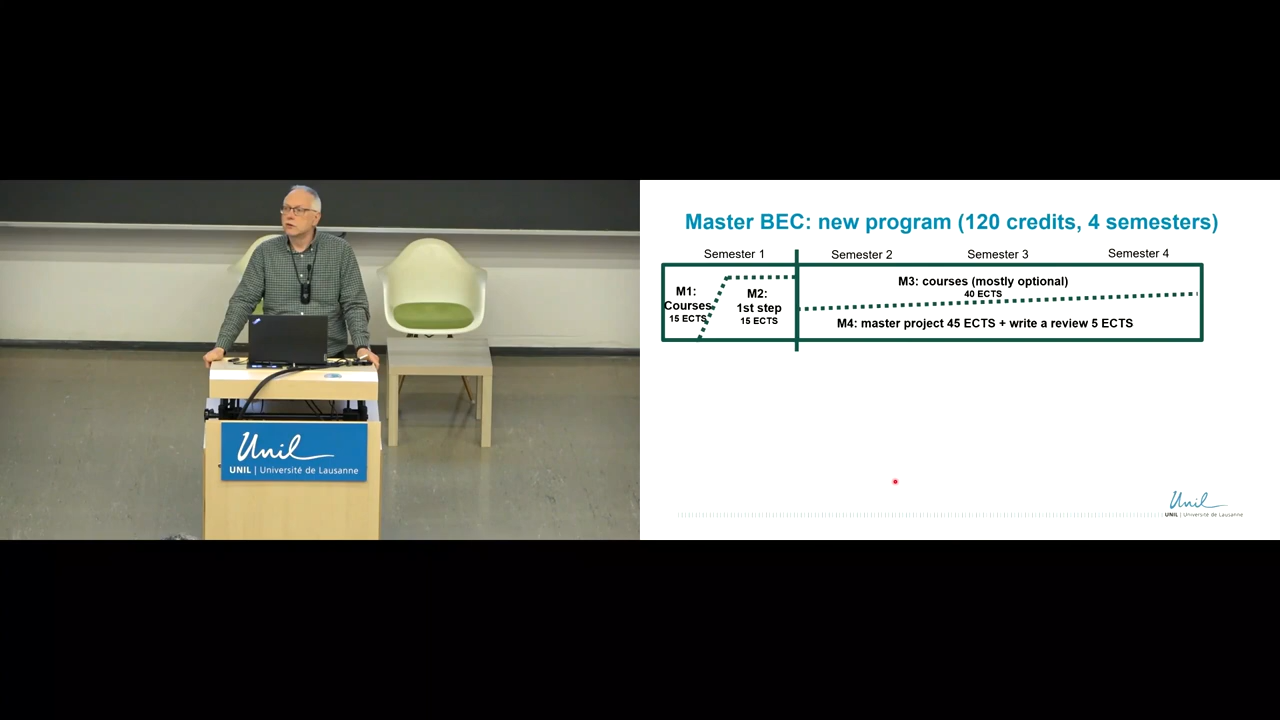 Unil
UNIL | Université de Lausanne
Master BEC: new program (120 credits, 4 semesters)
Semester 1
Semester 2
Semester 3
Semester 4
M1:
Courses
15 ECTS
M2:
1st step
15 ECTS
M3: courses (mostly optional)
40 ECTS
M4: master project 45 ECTS + write a review 5 ECTS
Unil
UNIL | Université de Lausanne